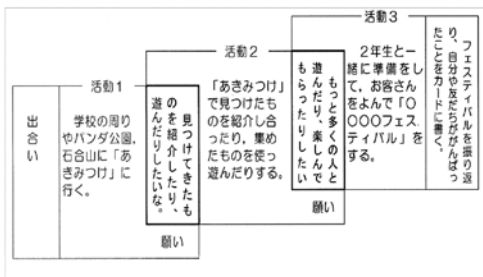 出合い
活動1
学校の周り
やパンダ公園,
石合山に「あ
きみつけ」に
行く。
見つけてきたも
のを紹介したり、
遊んだりしたいな。
願い
活動2
「あきみつけ」
で見つけたも
のを紹介し合
ったり，集め
たものを使っ
遊んだりする。
もっと多くの人と
遊んだり、楽しんで
もらったりしたい
願い
活動3
2年生と一
緒に準備をし
て，お客さん
をよんで「○
○○○フェス
ティバル」を
する。
フェスティバルを振り返
り、自分や友だちががんばっ
たことをカードに書く。